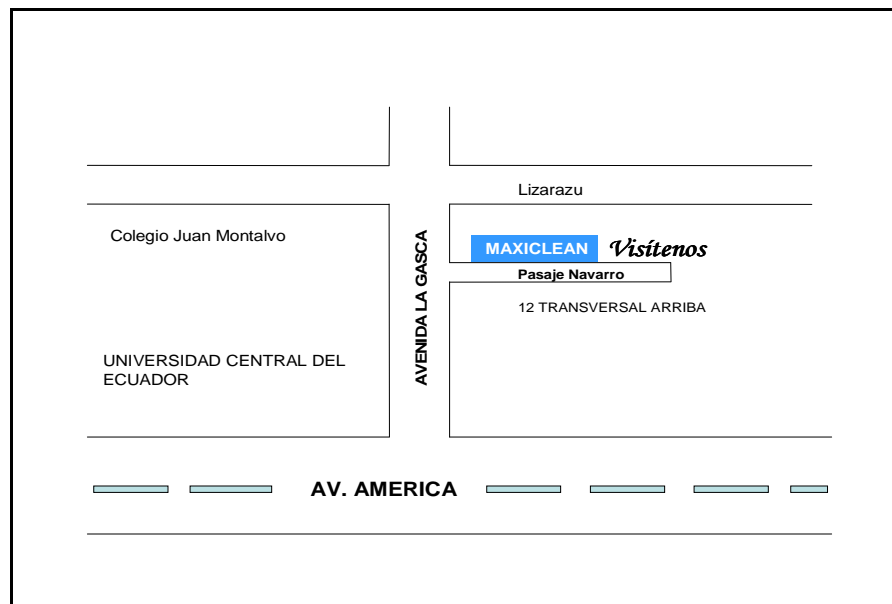 Lizarazu
Colegio Juan Montalvo
MAXICLEAN
Visítenos
Pasaje Navarro
AVENIDA LA GASCA
12 TRANSVERSAL ARRIBA
UNIVERSIDAD CENTRAL DEL
ECUADOR
AV. AMERICA